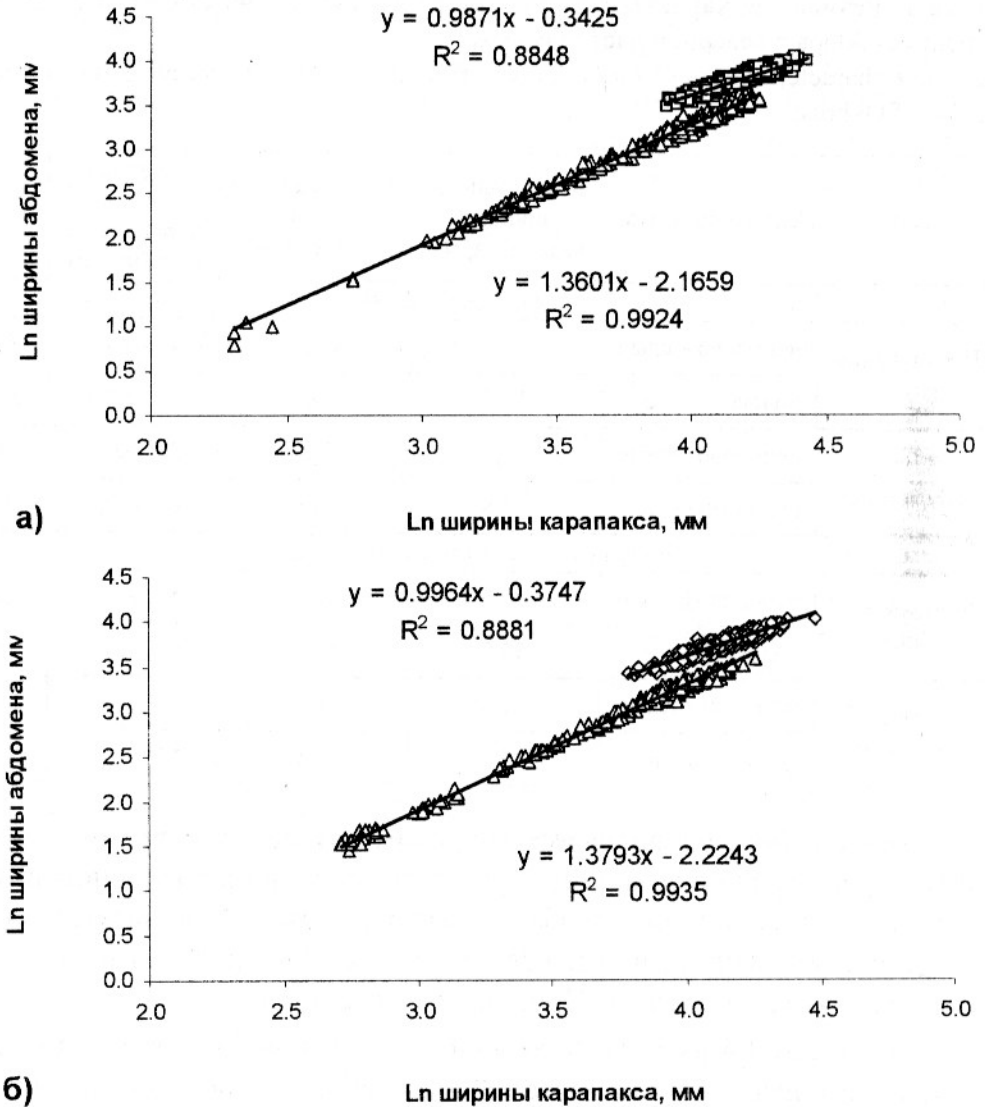 y = 0.9871x - 0.3425
R² = 0.8848
4.5
4.0
3.5
3.0
2.5
2.0
1.5
1.0
0.5
0.0
Ln ширины абдомена, мм
y = 1.3601x - 2.1659
R² = 0.9924
2.0 2.5 3.0 3.5 4.0 4.5 5.0
а)
Ln ширины карапакса, мм
y = 0.9964x - 0.3747
R² = 0.8881
4.5
4.0
3.5
3.0
2.5
2.0
1.5
1.0
0.5
0.0
Ln ширины абдомена, мм
y = 1.3793x - 2.2243
R² = 0.9935
2.0 2.5 3.0 3.5 4.0 4.5 5.0
б)
Ln ширины карапакса, мм